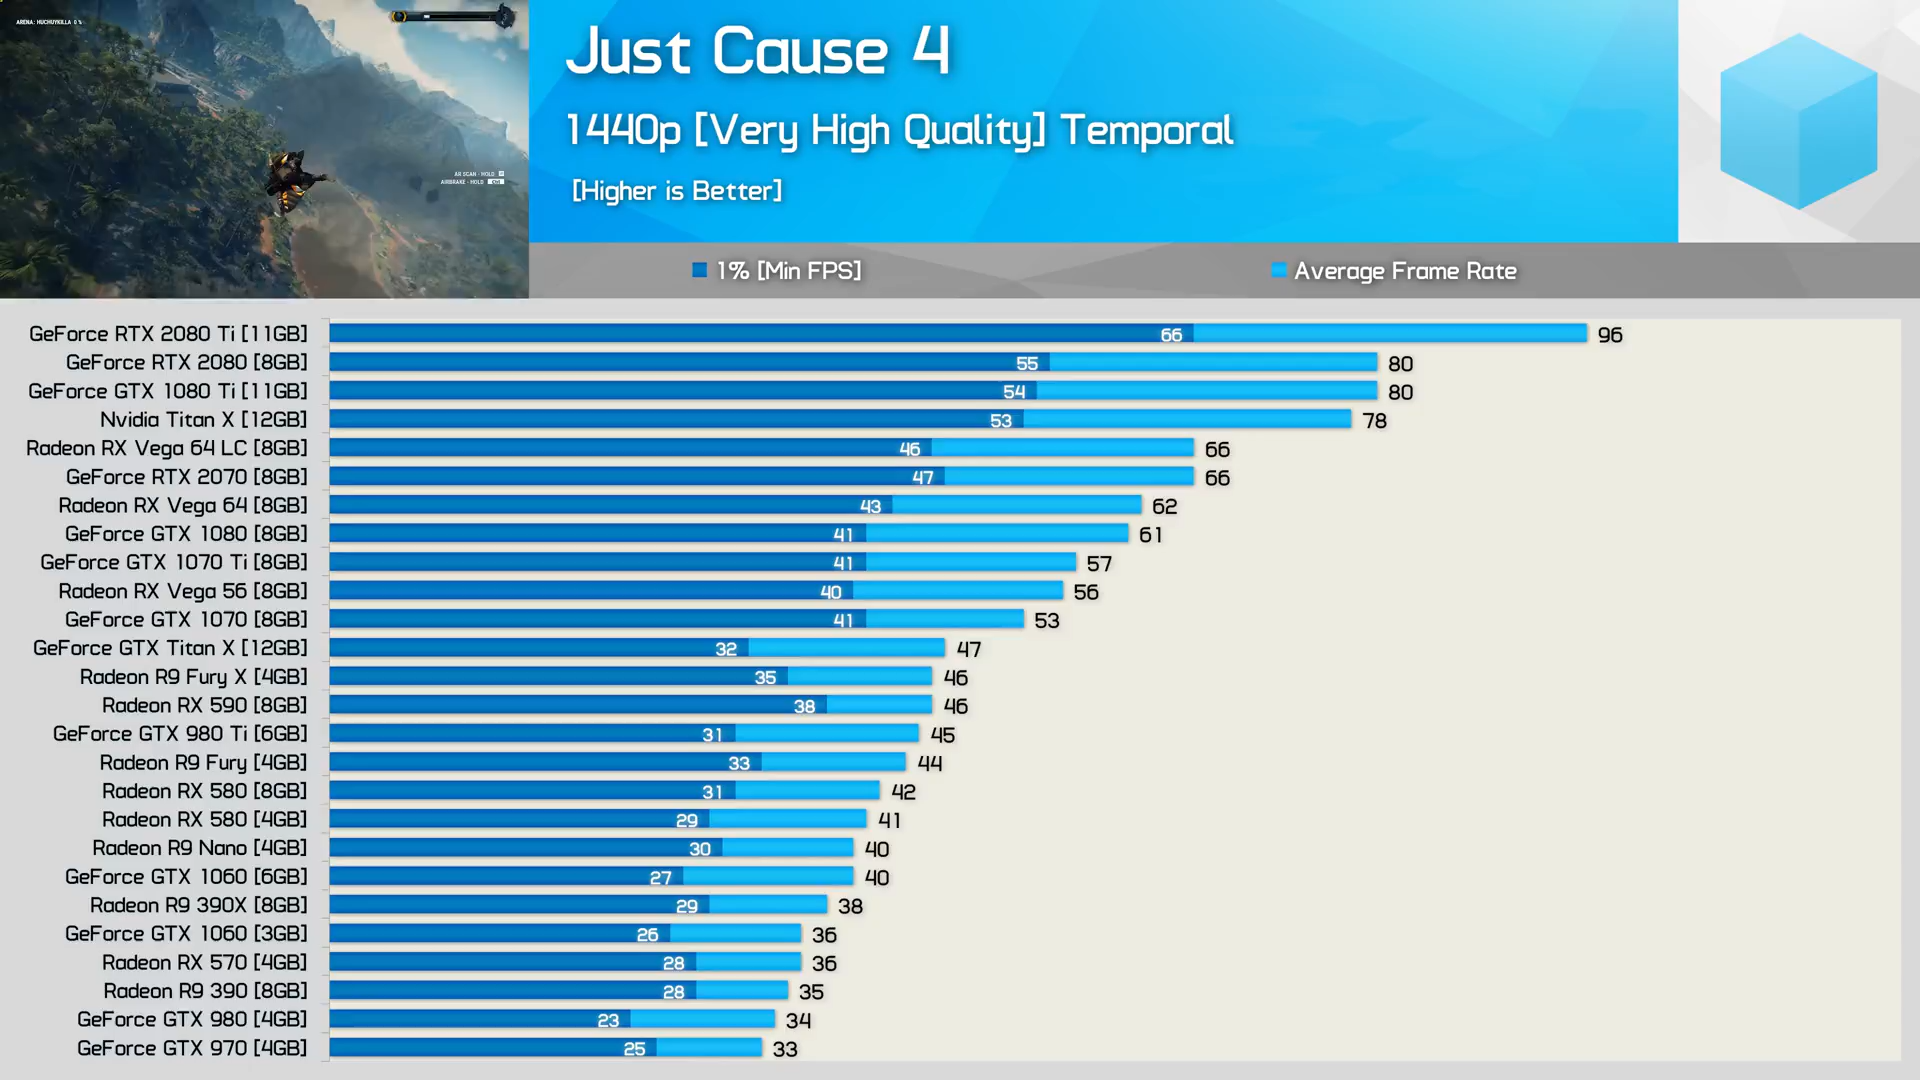 ARENA: HUCHUYKILLA 0 %
AR SCAN - HOLD
AIRBRAKE - HOLD
Just Cause 4
1440p [Very High Quality] Temporal
[Higher is Better]
1% [Min FPS] Average Frame Rate
GeForce RTX 2080 Ti [11GB] 66 96
GeForce RTX 2080 [8GB] 55 80
GeForce GTX 1080 Ti [11GB] 54 80
Nvidia Titan X [12GB] 53 78
Radeon RX Vega 64 LC [8GB] 46 66
GeForce RTX 2070 [8GB] 47 66
Radeon RX Vega 64 [8GB] 43 62
GeForce GTX 1080 [8GB] 41 61
GeForce GTX 1070 Ti [8GB] 41 57
Radeon RX Vega 56 [8GB] 40 56
GeForce GTX 1070 [8GB] 41 53
GeForce GTX Titan X [12GB] 32 47
Radeon R9 Fury X [4GB] 35 46
Radeon RX 590 [8GB] 38 46
GeForce GTX 980 Ti [6GB] 31 45
Radeon R9 Fury [4GB] 33 44
Radeon RX 580 [8GB] 31 42
Radeon RX 580 [4GB] 29 41
Radeon R9 Nano [4GB] 30 40
GeForce GTX 1060 [6GB] 27 40
Radeon R9 390X [8GB] 29 38
GeForce GTX 1060 [3GB] 26 36
Radeon RX 570 [4GB] 28 36
Radeon R9 390 [8GB] 28 35
GeForce GTX 980 [4GB] 23 34
GeForce GTX 970 [4GB] 25 33